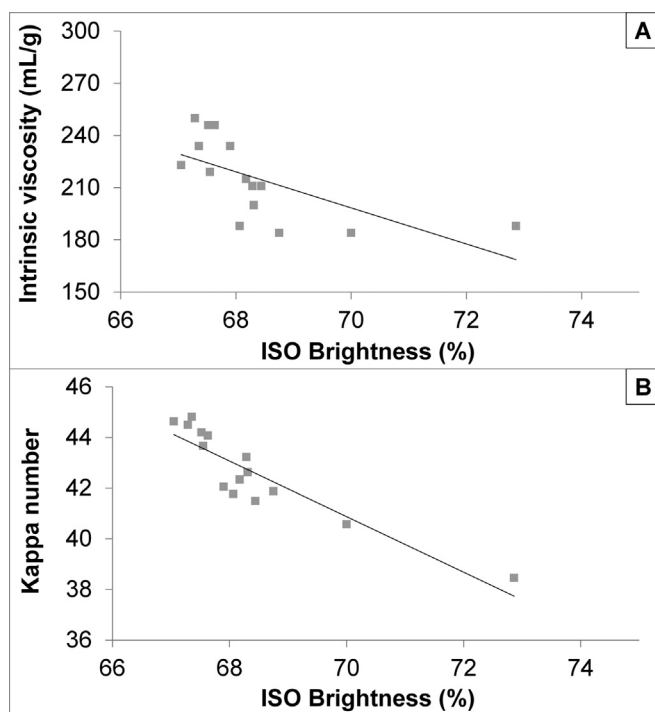 A
300
270
240
210
180
150
Intrinsic viscosity (mL/g)
66 68 70 72 74
ISO Brightness (%)
B
46
44
42
40
38
36
Kappa number
66 68 70 72 74
ISO Brightness (%)